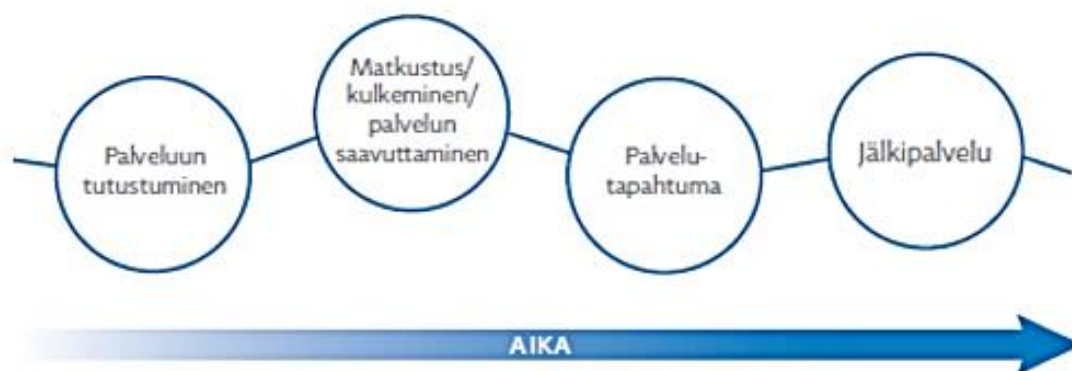 Palveluun
tutustuminen
Matkustus/
kulkeminen/
palvelun
saavuttaminen
Palvelu-
tapahtuma
Jälkipalvelu
AIKA